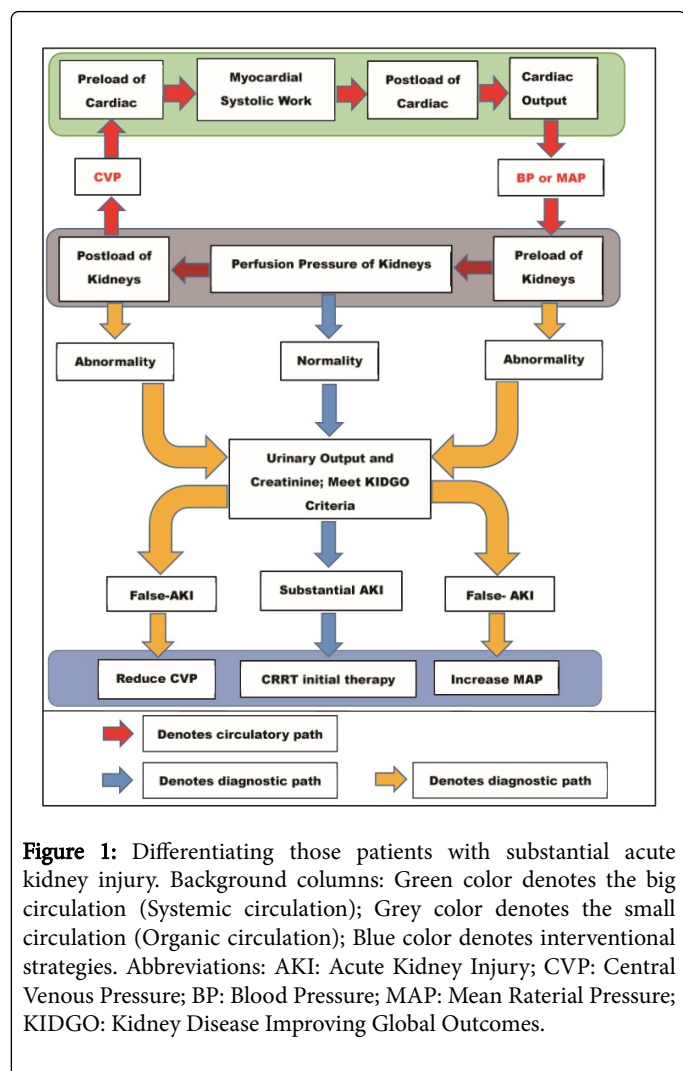 Preload of
Cardiac
Myocardial
Systolic Work
Postload of
Cardiac
Cardiac
Output
CVP
BP or MAP
Postload of
Kidneys
Perfusion Pressure of Kidneys
Preload of
Kidneys
Abnormality
Normality
Abnormality
Urinary Output and
Creatinine; Meet KIDGO
Criteria
False-AKI
Substantial AKI
False- AKI
Reduce CVP
CRRT initial therapy
Increase MAP
Denotes circulatory path
Denotes diagnostic path
Denotes diagnostic path
Figure 1: Differentiating those patients with substantial acute
kidney injury. Background columns: Green color denotes the big
circulation (Systemic circulation); Grey color denotes the small
circulation (Organic circulation); Blue color denotes interventional
strategies. Abbreviations: AKI: Acute Kidney Injury; CVP: Central
Venous Pressure; BP: Blood Pressure; MAP: Mean Raterial Pressure;
KIDGO: Kidney Disease Improving Global Outcomes.